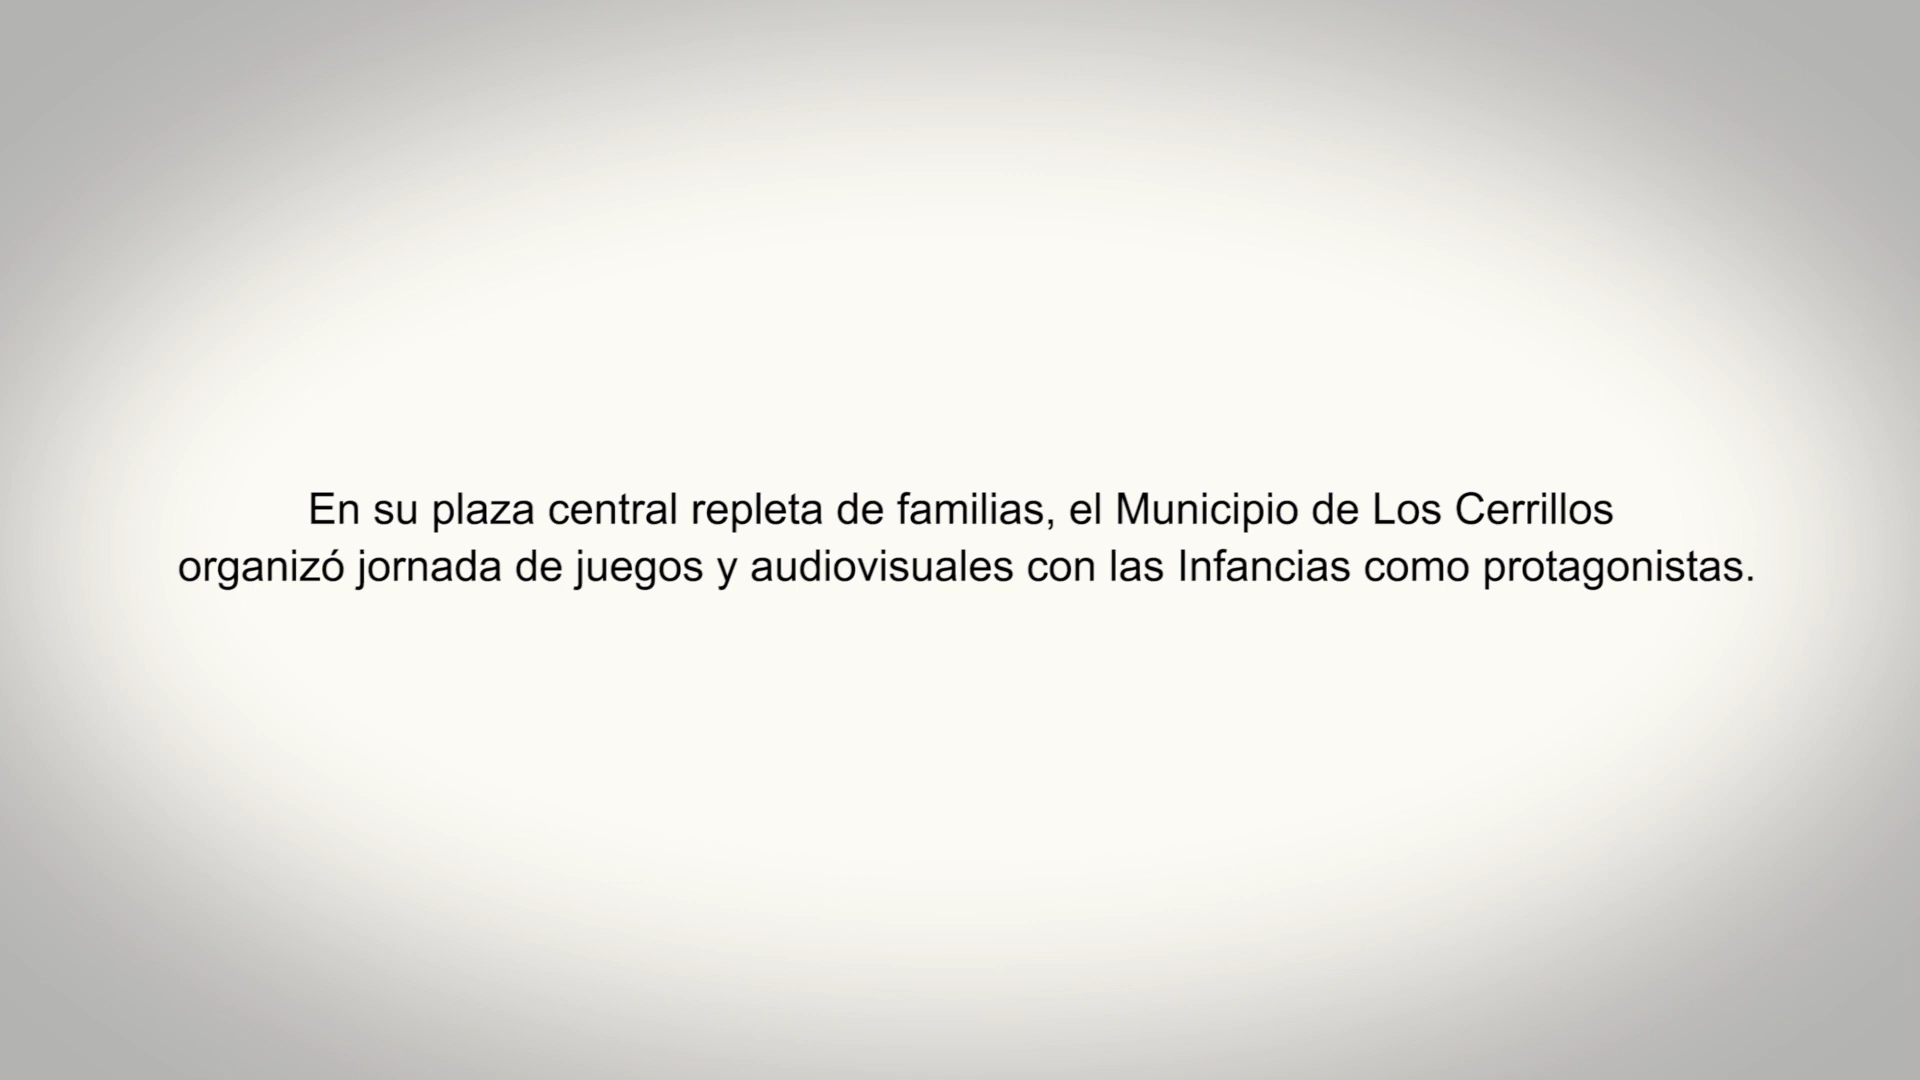 En su plaza central repleta de familias, el Municipio de Los Cerrillos
organizó jornada de juegos y audiovisuales con las Infancias como protagonistas.